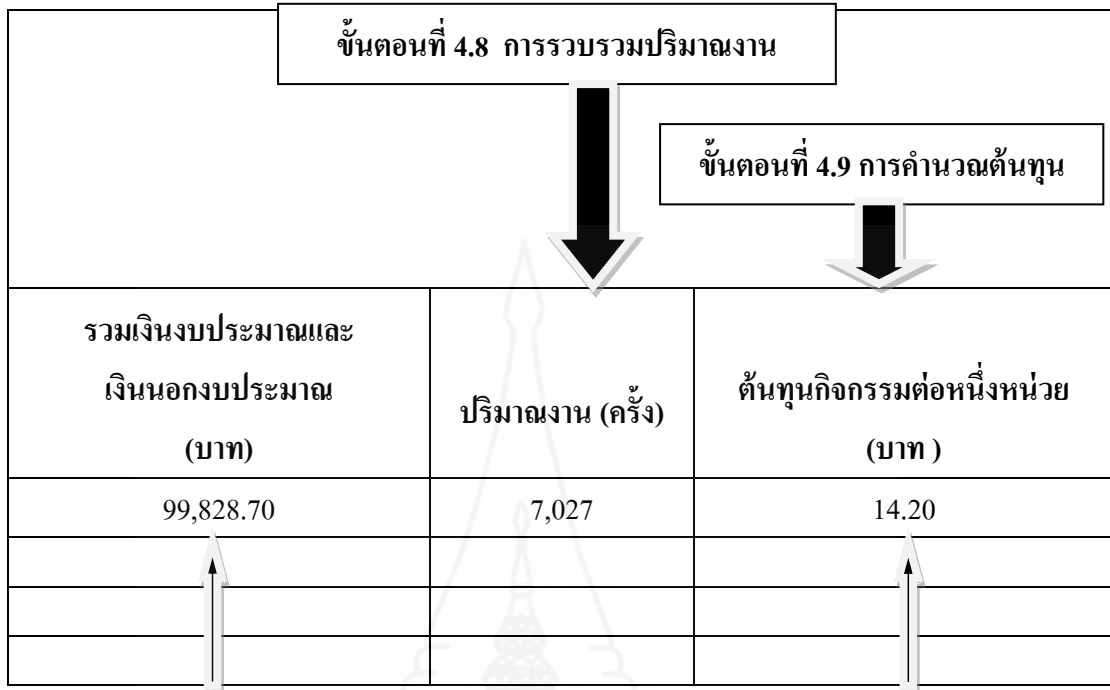 ขั้นตอนที่ 4.8 การรวบรวมปริมาณงาน
ขั้นตอนที่ 4.9 การคำนวณต้นทุน
รวมเงินงบประมาณและ
เงินนอกงบประมาณ
(บาท)
ปริมาณงาน (ครั้ง)
ต้นทุนกิจกรรมต่อหนึ่งหน่วย
(บาท )
99,828.70
7,027
14.20